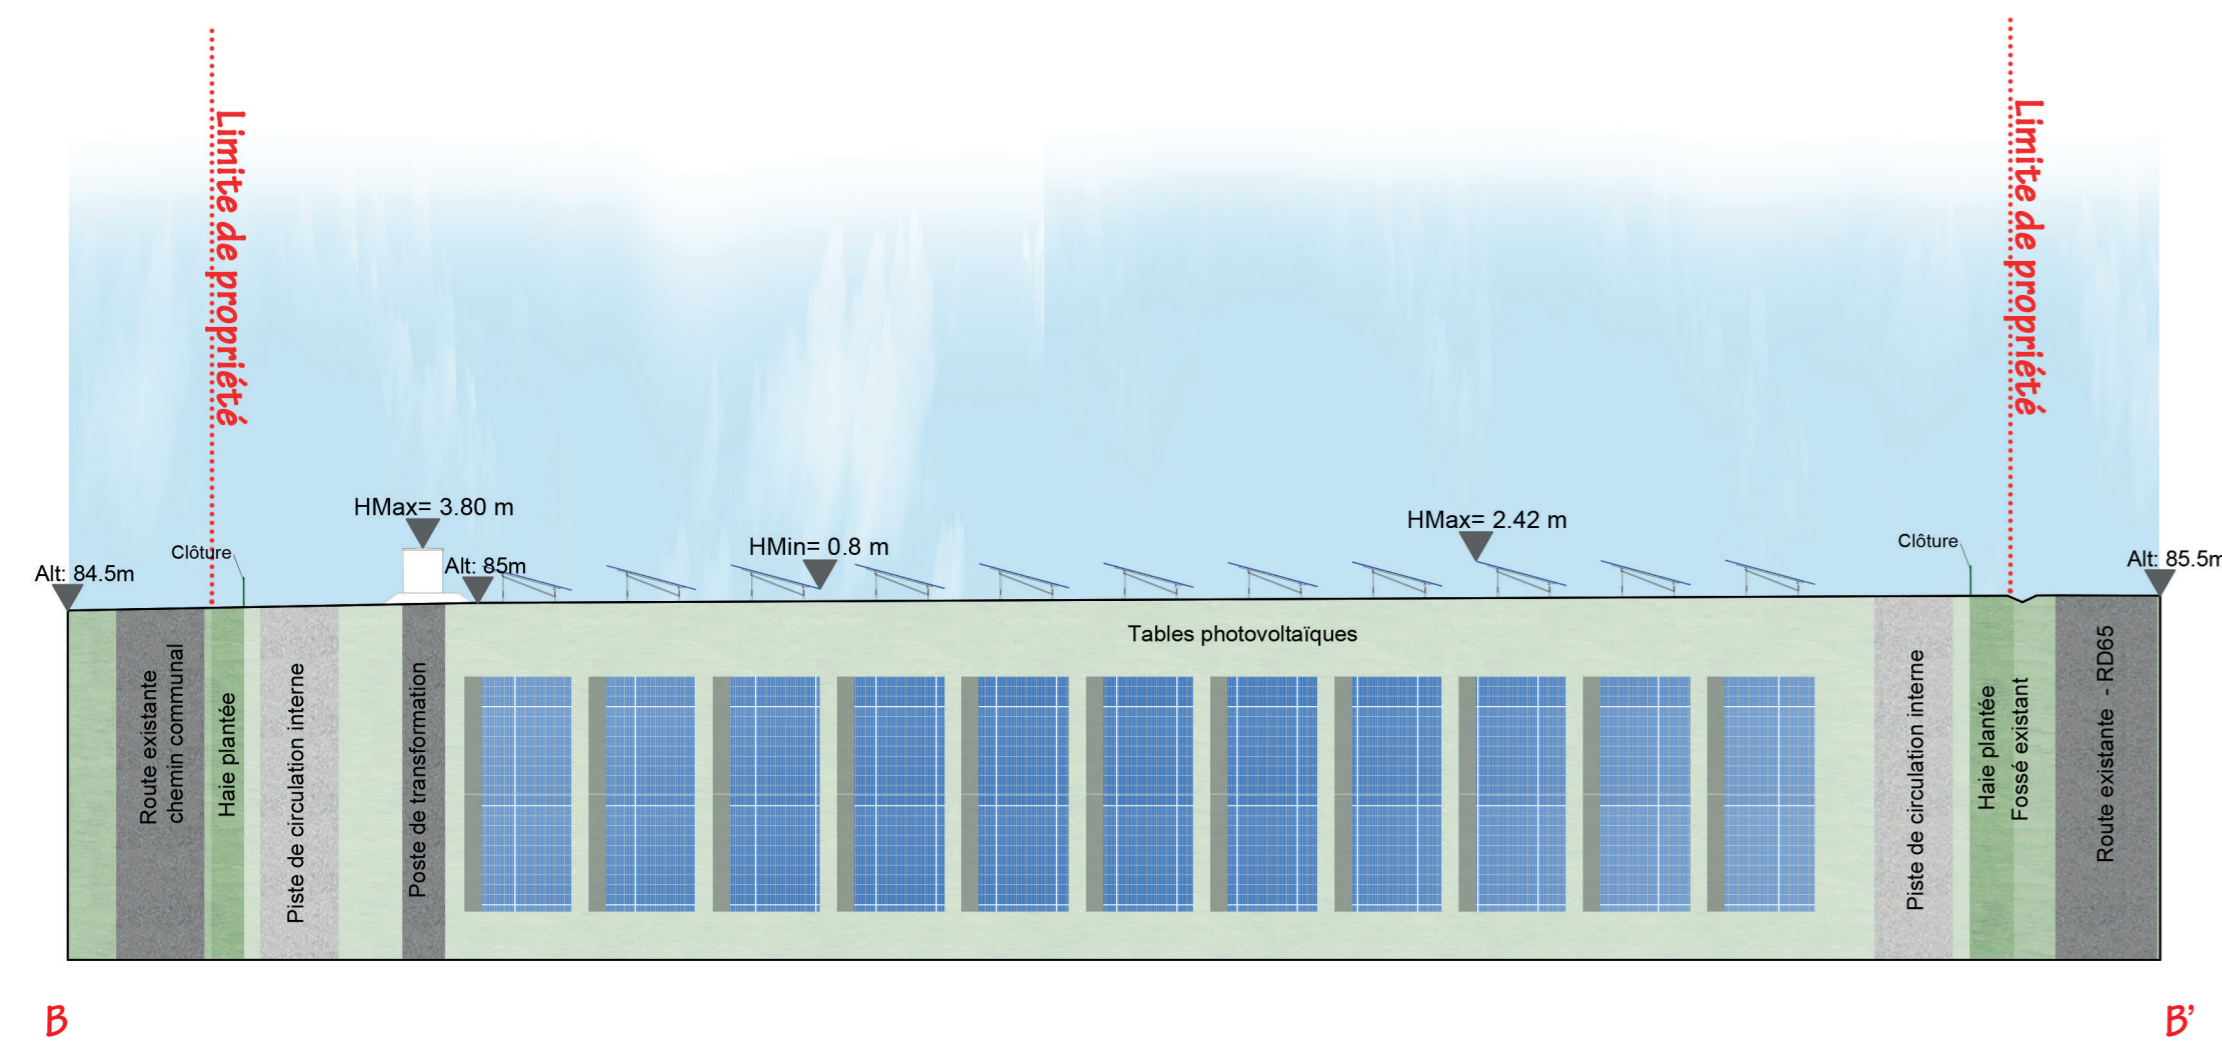 Limite de propriété
Limite de propriété
HMax= 3.80 m
HMax= 2.42 m
HMin= 0.8 m
Clôture
Clôture
Alt: 84.5m
Alt: 85m
Alt: 85.5m
Tables photovoltaïques
Route existante
chemin communal
Haie plantée
Piste de circulation interne
Poste de transformation
Piste de circulation interne
Haie plantée
Fossé existant
Route existante - RD65
B
B'